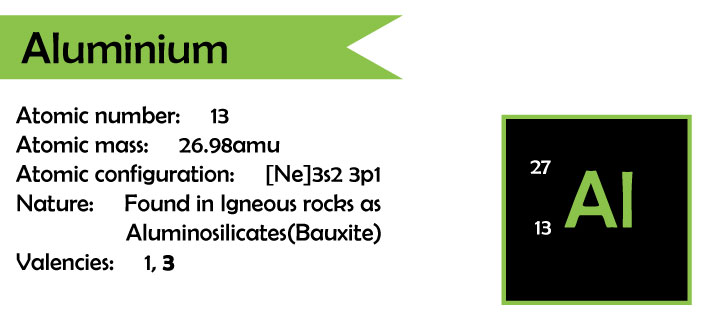 Aluminium
Atomic number: 13
Atomic mass: 26.98amu
Atomic configuration: [Ne]3s2 3p1
Nature: Found in Igneous rocks as
Aluminosilicates(Bauxite)
Valencies: 1, 3
27
Al
13